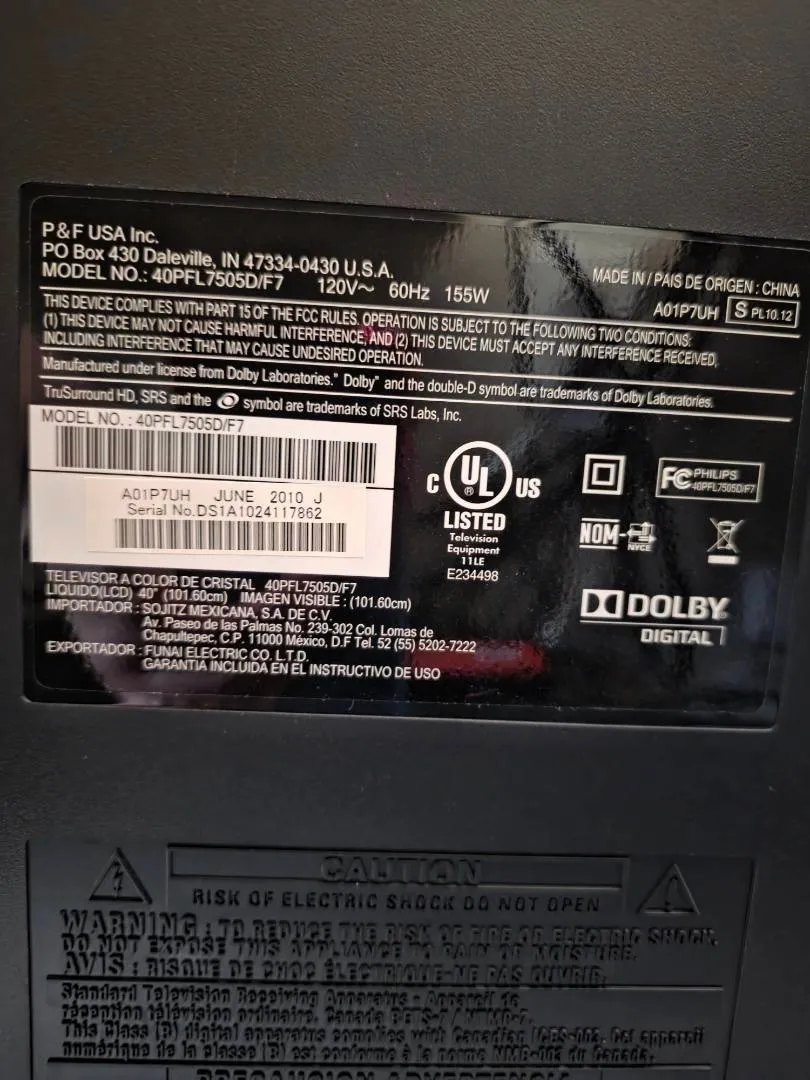 P&F USA Inc.
PO Box 430 Daleville, IN 47334-0430 U.S.A.
MODEL NO.: 40PFL7505D/F7 120V~ 60Hz 155W
MADE IN / PAIS DE ORIGEN : CHINA
A01P7UH S PL10.12
THIS DEVICE COMPLIES WITH PART 15 OF THE FCC RULES. OPERATION IS SUBJECT TO THE FOLLOWING TWO CONDITIONS:
(1) THIS DEVICE MAY NOT CAUSE HARMFUL INTERFERENCE, AND (2) THIS DEVICE MUST ACCEPT ANY INTERFERENCE RECEIVED,
INCLUDING INTERFERENCE THAT MAY CAUSE UNDESIRED OPERATION.
Manufactured under license from Dolby Laboratories." Dolby" and the double-D symbol are trademarks of Dolby Laboratories.
TruSurround HD, SRS and the symbol are trademarks of SRS Labs, Inc.
MODEL NO. : 40PFL7505D/F7
A01P7UH JUNE 2010 J
Serial No.DS1A1024117862
C UL US
LISTED
Television
Equipment
11LE
E234498
FC PHILIPS
40PFL7505D/F7
NOM-NYCE
DOLBY
DIGITAL
TELEVISOR A COLOR DE CRISTAL 40PFL7505D/F7
LIQUIDO(LCD) 40" (101.60cm) IMAGEN VISIBLE : (101.60cm)
IMPORTADOR : SOJITZ MEXICANA, S.A. DE C.V.
Av. Paseo de las Palmas No. 239-302 Col. Lomas de
Chapultepec, C.P. 11000 México, D.F Tel. 52 (55) 5202-7222
EXPORTADOR : FUNAI ELECTRIC CO., L.T.D.
GARANTIA INCLUIDA EN EL INSTRUCTIVO DE USO
CAUTION
RISK OF ELECTRIC SHOCK DO NOT OPEN
WARNING : TO REDUCE THE RISK OF FIRE OR ELECTRIC SHOCK,
DO NOT EXPOSE THIS APPLIANCE TO RAIN OR MOISTURE.
AVIS : RISQUE DE CHOC ÉLECTRIQUE-NE PAS OUVRIR.
Standard Television Receiving Apparatus - Appareil de
réception télévision ordinaire, Canada
This Class (B) digital apparatus complies with Canadian ICES-003. Cet appareil
numérique de la classe (B) est conforme à la norme NMB-003 du Canada.